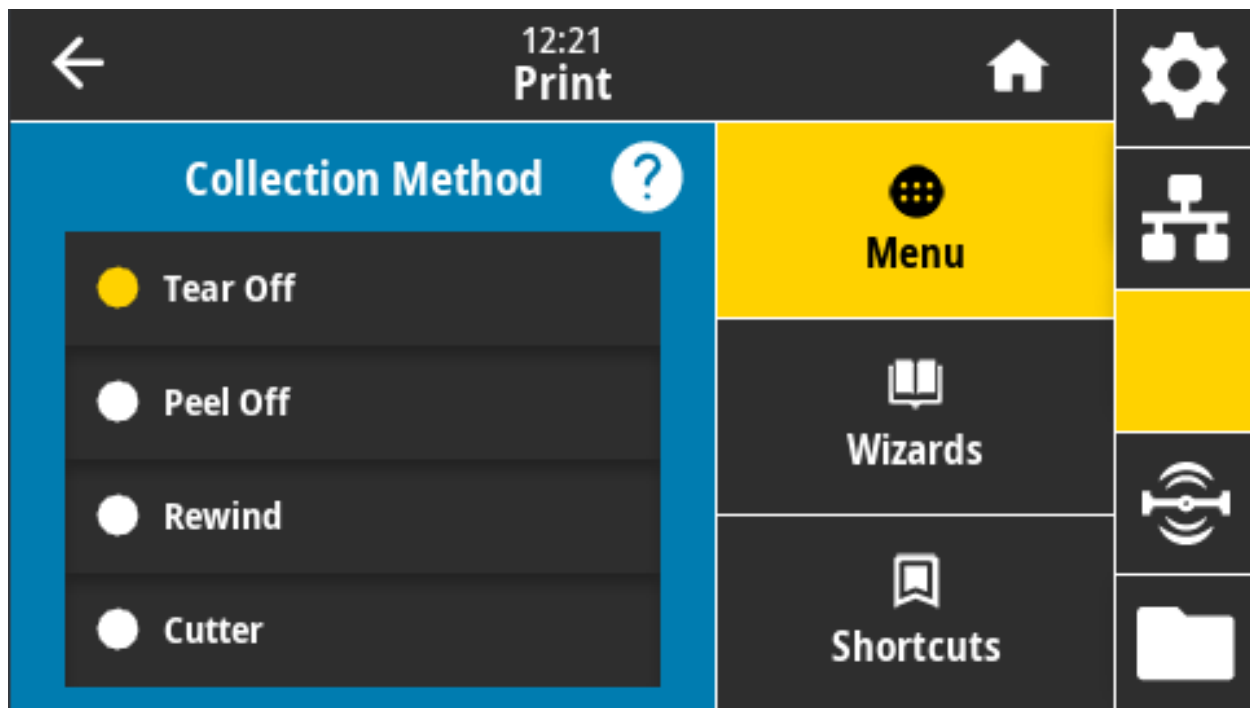 12:21
Print
Collection Method
?
Tear Off
Peel Off
Rewind
Cutter
Menu
Wizards
Shortcuts